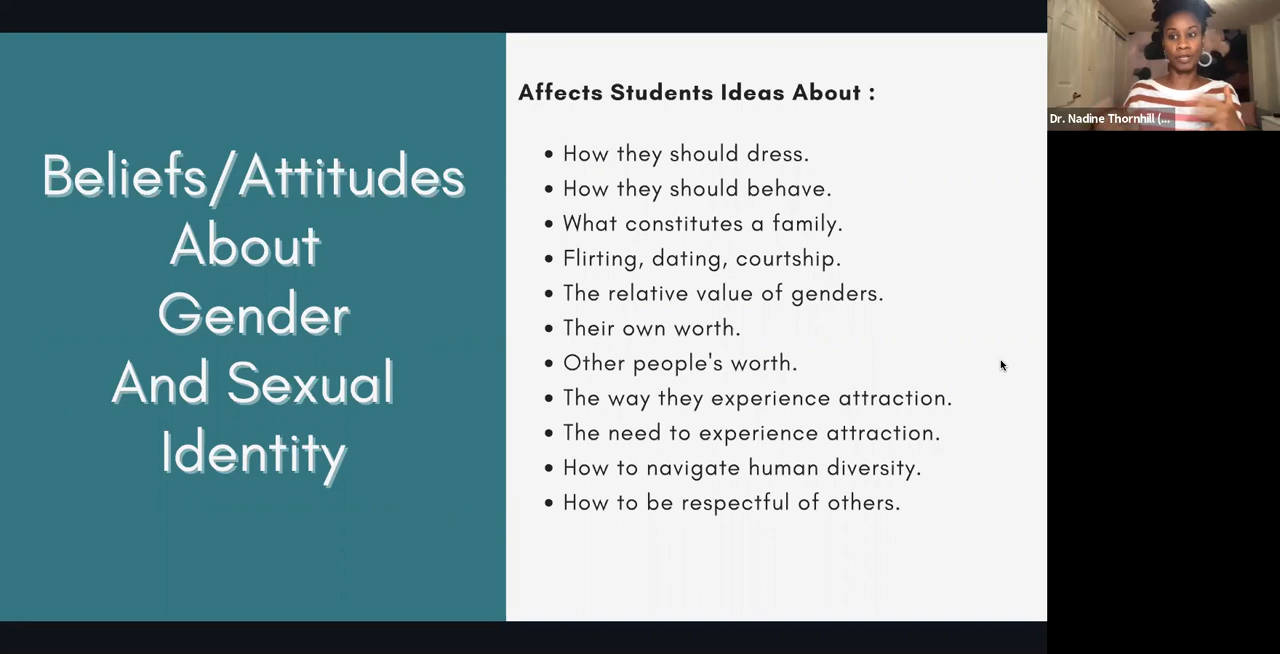 Beliefs/Attitudes
About
Gender
And Sexual
Identity
Affects Students Ideas About :
• How they should dress.
• How they should behave.
• What constitutes a family.
• Flirting, dating, courtship.
• The relative value of genders.
• Their own worth.
• Other people's worth.
• The way they experience attraction.
• The need to experience attraction.
• How to navigate human diversity.
• How to be respectful of others.
Dr. Nadine Thornhill (...